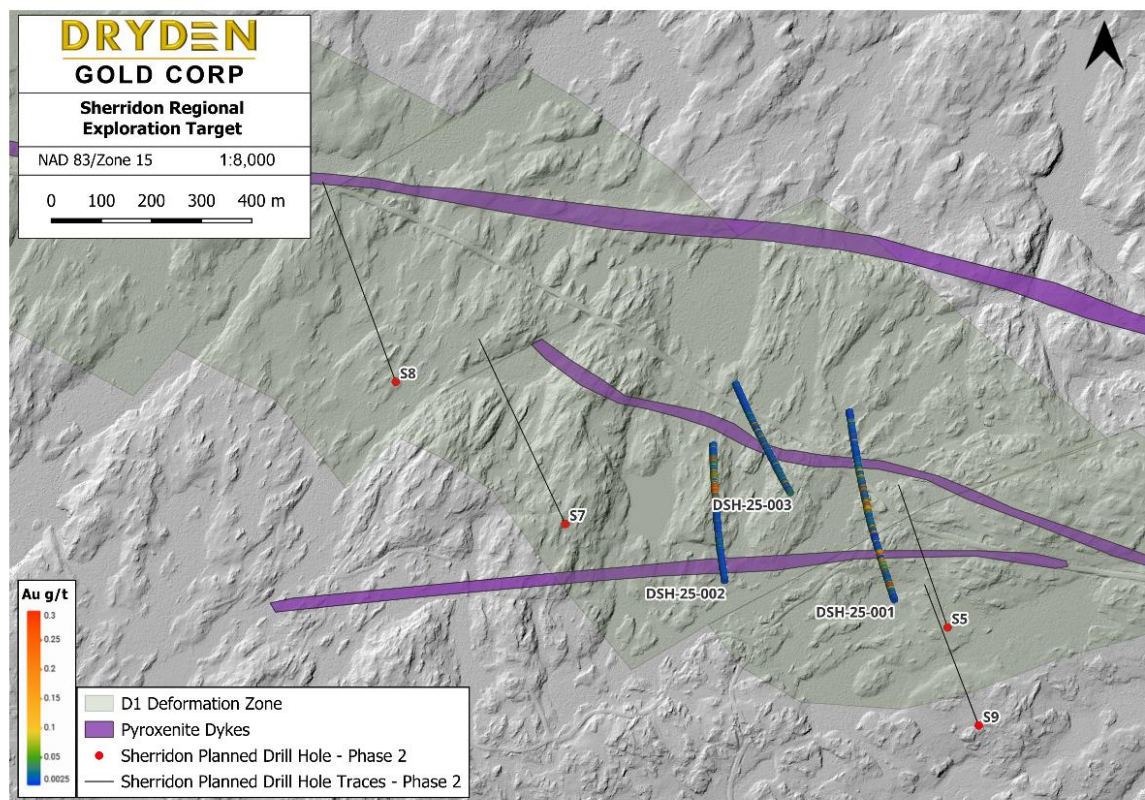 DRYDEN
GOLD CORP
Sherridon Regional
Exploration Target
NAD 83/Zone 15 1:8,000
0 100 200 300 400 m
S8
S7
DSH-25-003
DSH-25-002
DSH-25-001
S5
S9
Au g/t
0.3
0.25
0.2
0.15
0.1
0.05
0.0025
D1 Deformation Zone
Pyroxenite Dykes
Sherridon Planned Drill Hole - Phase 2
Sherridon Planned Drill Hole Traces - Phase 2